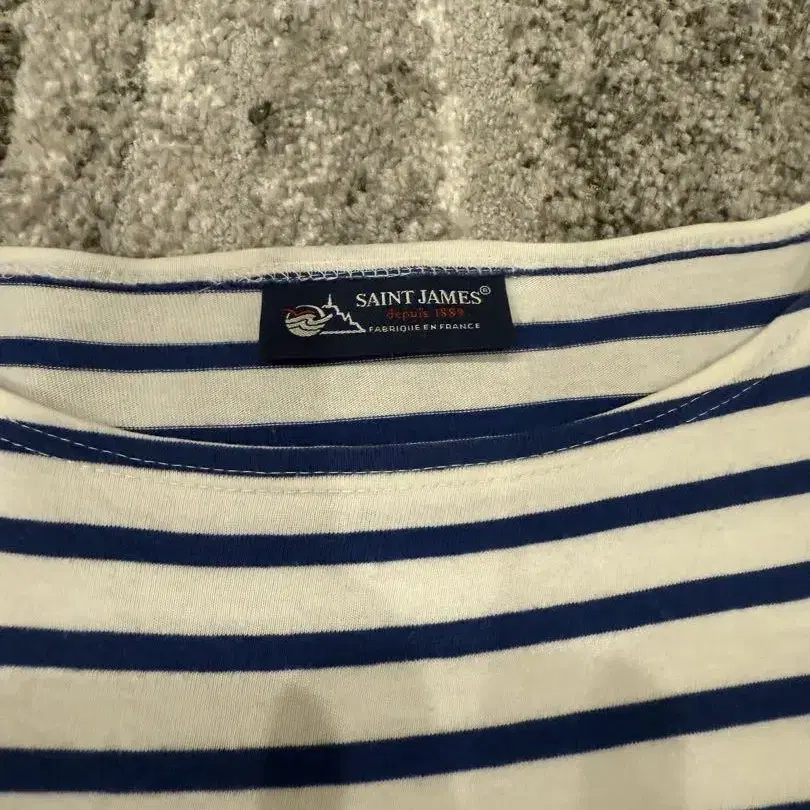 SAINT JAMES®
depuis 1889
FABRIQUE EN FRANCE